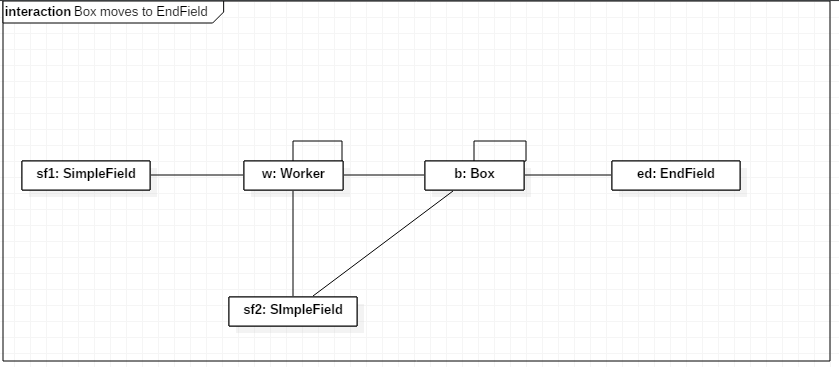 interaction Box moves to EndField
sf1: SimpleField
w: Worker
b: Box
ed: EndField
sf2: SImpleField